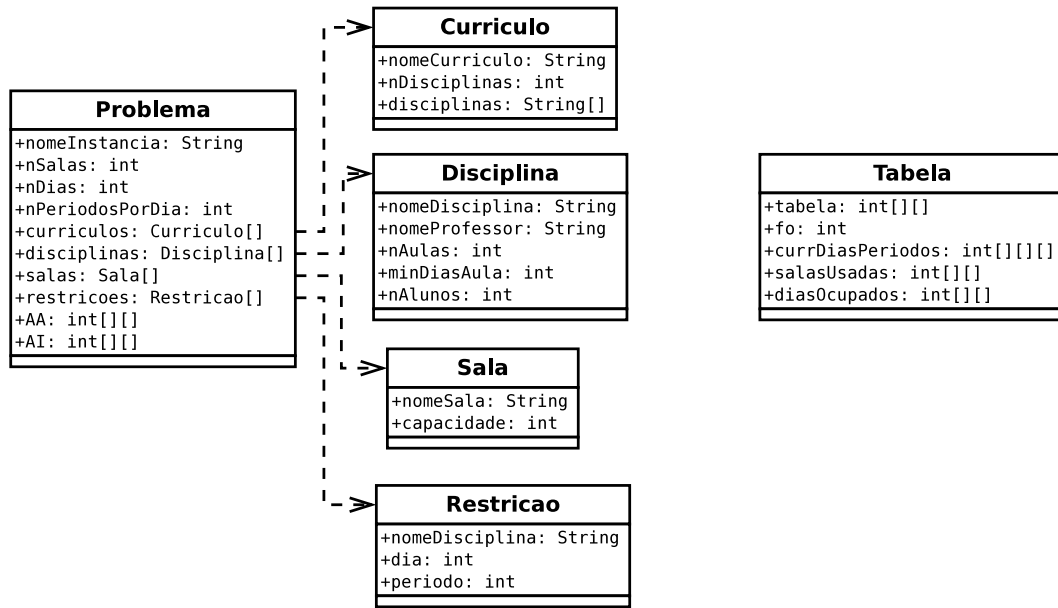 Problema
+nomeInstancia: String
+nSalas: int
+nDias: int
+nPeriodosPorDia: int
+curriculos: Curriculo[]
+disciplinas: Disciplina[]
+salas: Sala[]
+restricoes: Restricao[]
+AA: int[][]
+AI: int[][]
Curriculo
+nomeCurriculo: String
+nDisciplinas: int
+disciplinas: String[]
Disciplina
+nomeDisciplina: String
+nomeProfessor: String
+nAulas: int
+minDiasAula: int
+nAlunos: int
Sala
+nomeSala: String
+capacidade: int
Restricao
+nomeDisciplina: String
+dia: int
+periodo: int
Tabela
+tabela: int[][]
+fo: int
+currDiasPeriodos: int[][][]
+salasUsadas: int[][]
+diasOcupados: int[][]